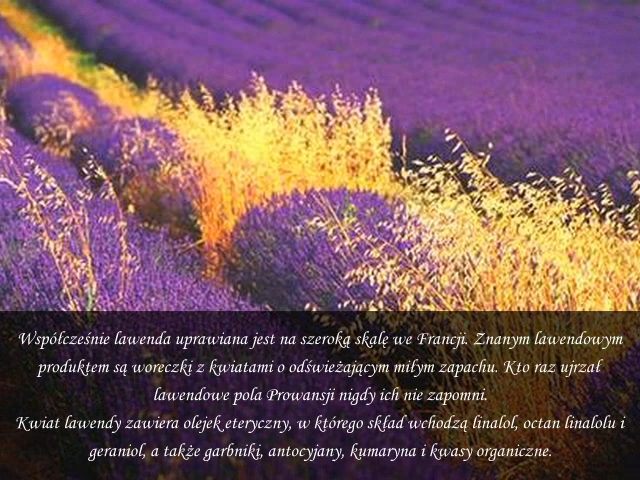 Współcześnie lawenda uprawiana jest na szeroką skalę we Francji. Znanym lawendowym
produktem są woreczki z kwiatami o odświeżającym miłym zapachu. Kto raz ujrzał
lawendowe pola Prowansji nigdy ich nie zapomni.
Kwiat lawendy zawiera olejek eteryczny, w którego skład wchodzą linalol, octan linalolu i
geraniol, a także garbniki, antocyjany, kumaryna i kwasy organiczne.